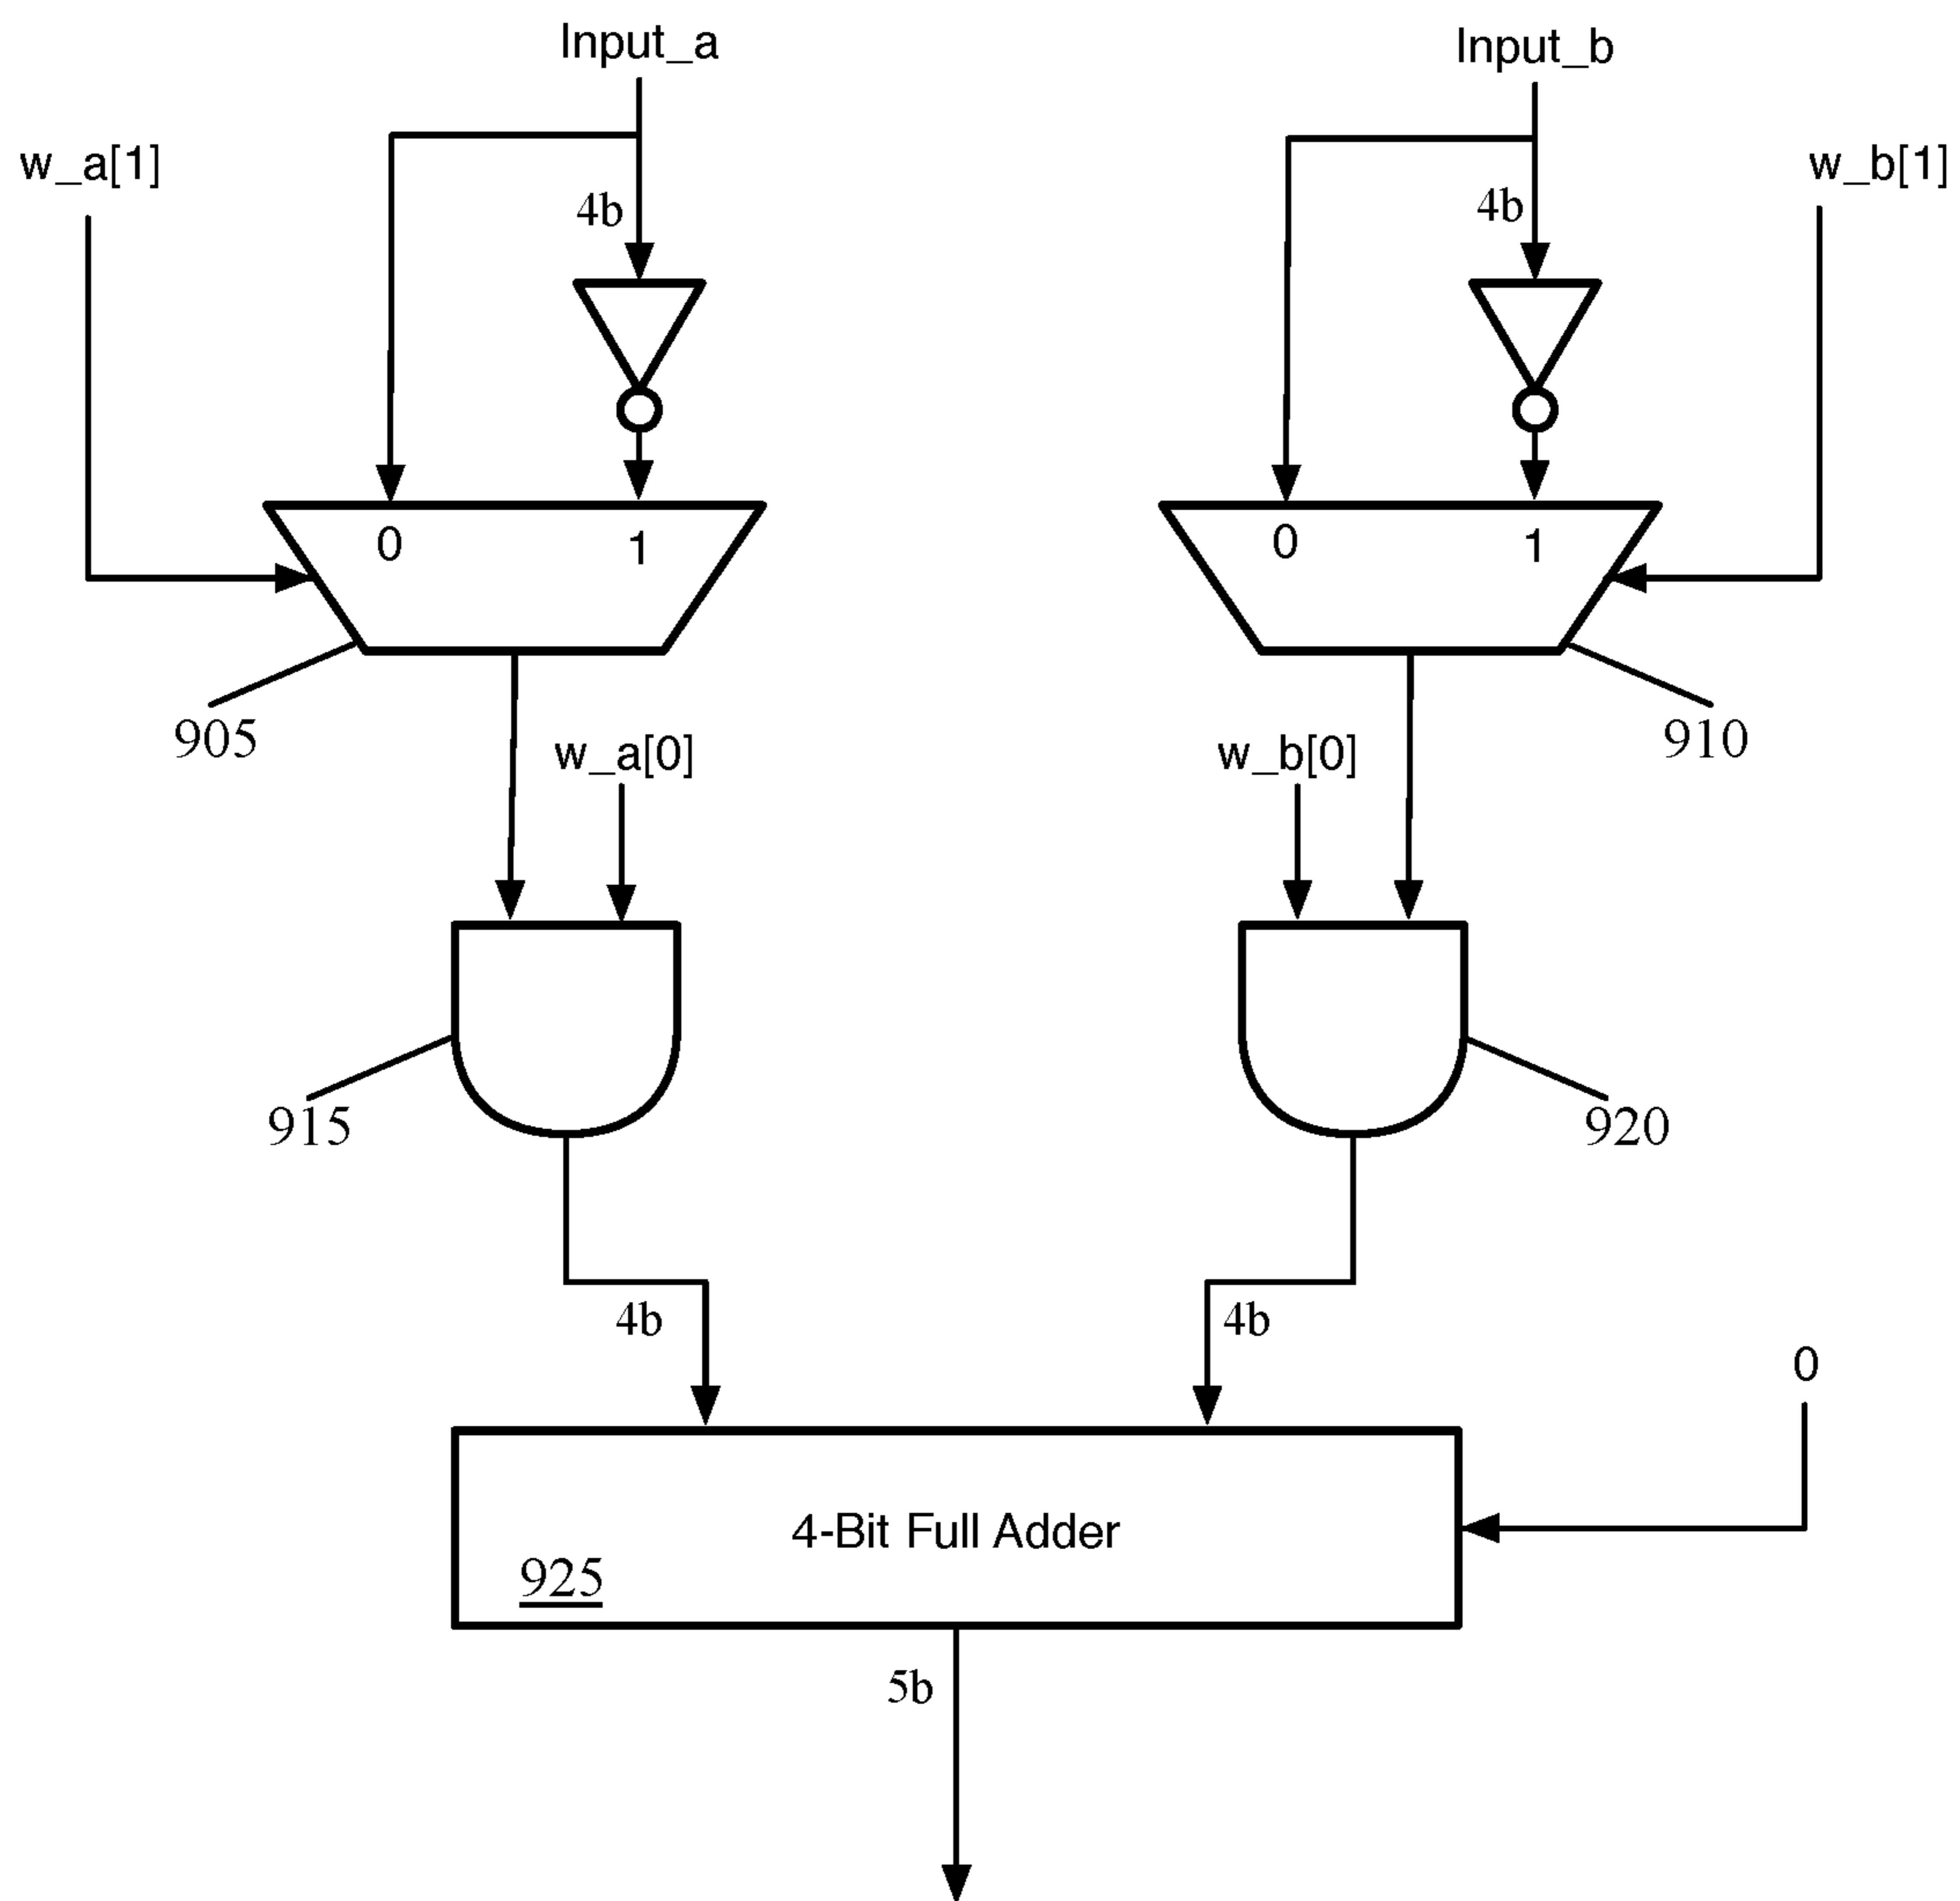 Input_a
Input_b
w_a[1]
w_b[1]
4b
4b
0
1
0
1
905
910
w_a[0]
w_b[0]
915
920
4b
4b
0
4-Bit Full Adder
925
5b